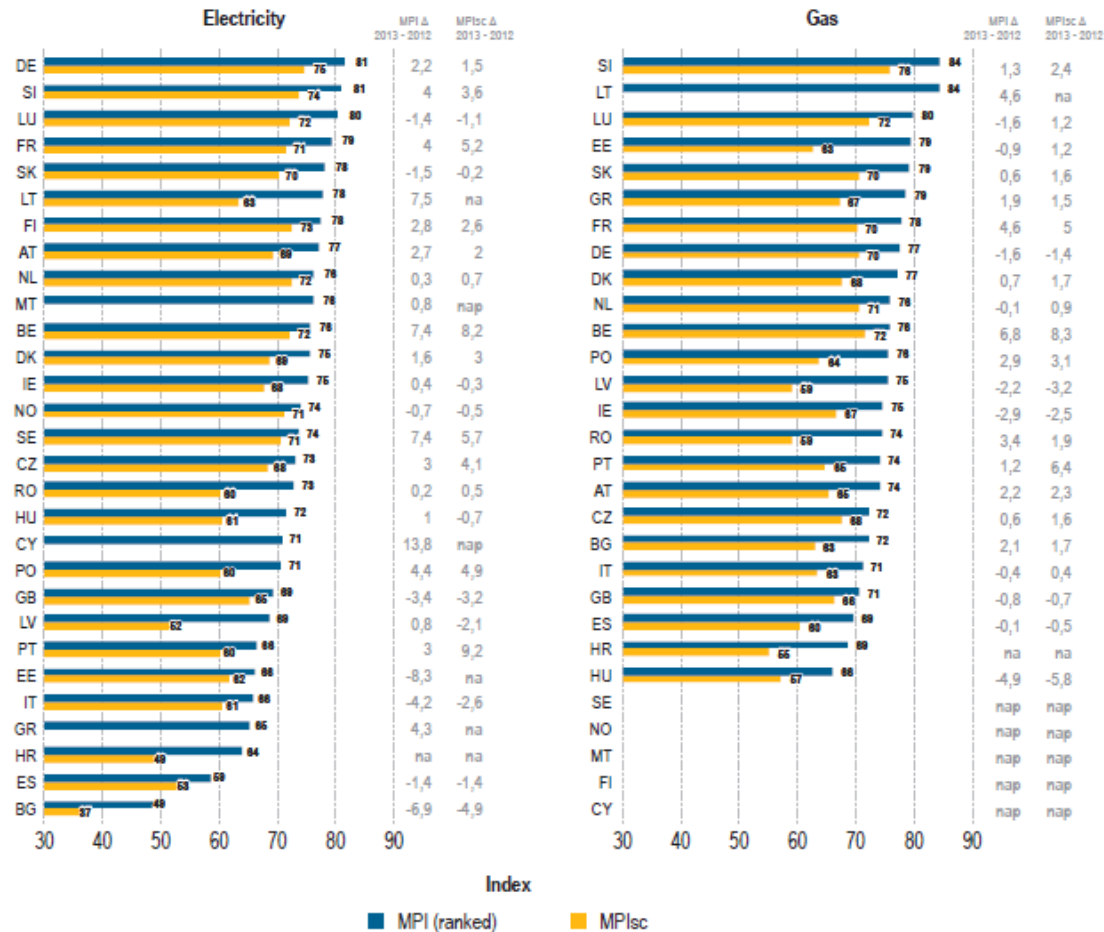 Electricity
MPI Δ MPIsc Δ
2013 - 2012 2013 - 2012
DE 81 75 2,2 1,5
SI 81 74 4 3,6
LU 80 72 -1,4 -1,1
FR 79 71 4 5,2
SK 78 70 -1,5 -0,2
LT 78 63 7,5 na
FI 78 73 2,8 2,6
AT 77 69 2,7 2
NL 76 72 0,3 0,7
MT 76 0,8 nap
BE 76 72 7,4 8,2
DK 75 69 1,6 3
IE 75 68 0,4 -0,3
NO 74 71 -0,7 -0,5
SE 74 71 7,4 5,7
CZ 73 68 3 4,1
RO 73 60 0,2 0,5
HU 72 61 1 -0,7
CY 71 13,8 nap
PO 71 60 4,4 4,9
GB 69 65 -3,4 -3,2
LV 69 52 0,8 -2,1
PT 66 60 3 9,2
EE 66 62 -8,3 na
IT 66 61 -4,2 -2,6
GR 65 4,3 na
HR 64 49 na na
ES 59 53 -1,4 -1,4
BG 49 37 -6,9 -4,9
30 40 50 60 70 80 90
Gas
MPI Δ MPIsc Δ
2013 - 2012 2013 - 2012
SI 84 76 1,3 2,4
LT 84 4,6 na
LU 80 72 -1,6 1,2
EE 79 63 -0,9 1,2
SK 79 70 0,6 1,6
GR 79 67 1,9 1,5
FR 78 70 4,6 5
DE 77 70 -1,6 -1,4
DK 77 68 0,7 1,7
NL 76 71 -0,1 0,9
BE 76 72 6,8 8,3
PO 76 64 2,9 3,1
LV 75 59 -2,2 -3,2
IE 75 67 -2,9 -2,5
RO 74 59 3,4 1,9
PT 74 65 1,2 6,4
AT 74 65 2,2 2,3
CZ 72 68 0,6 1,6
BG 72 63 2,1 1,7
IT 71 63 -0,4 0,4
GB 71 66 -0,8 -0,7
ES 69 60 -0,1 -0,5
HR 69 55 na na
HU 66 57 -4,9 -5,8
SE nap nap
NO nap nap
MT nap nap
FI nap nap
CY nap nap
30 40 50 60 70 80 90
Index
MPI (ranked) MPIsc